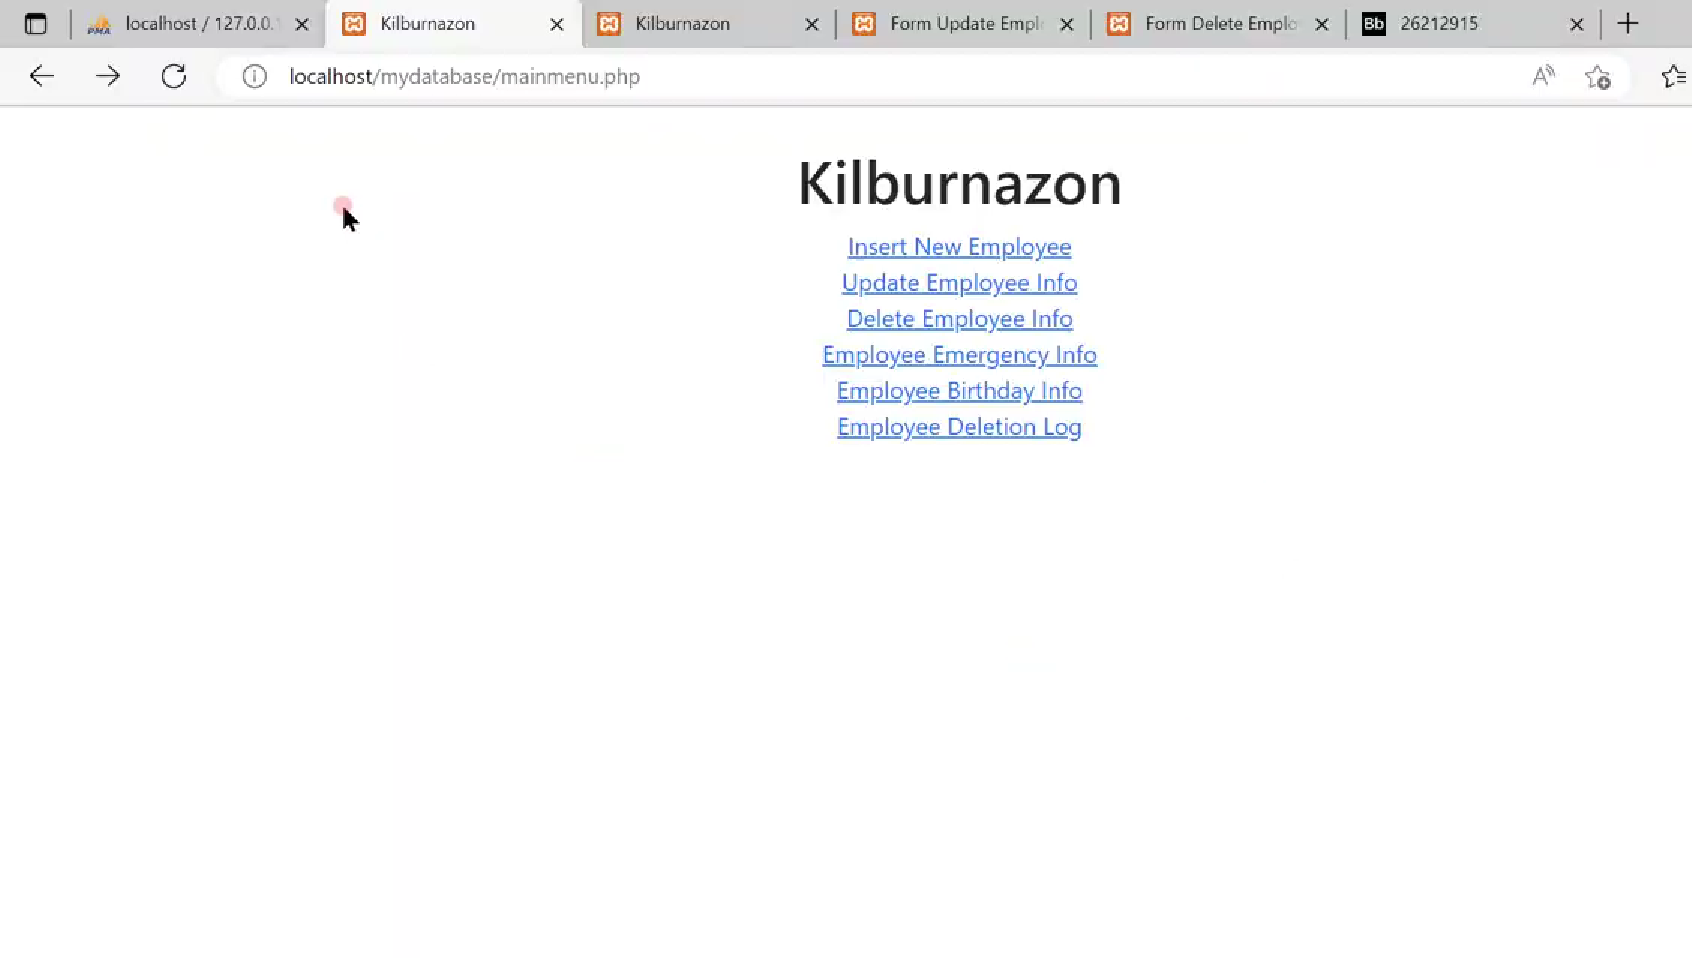 PMA localhost / 127.0.0.1
Kilburnazon
Kilburnazon
Form Update Empl
Form Delete Emplo
Bb 26212915
localhost/mydatabase/mainmenu.php
Kilburnazon
Insert New Employee
Update Employee Info
Delete Employee Info
Employee Emergency Info
Employee Birthday Info
Employee Deletion Log